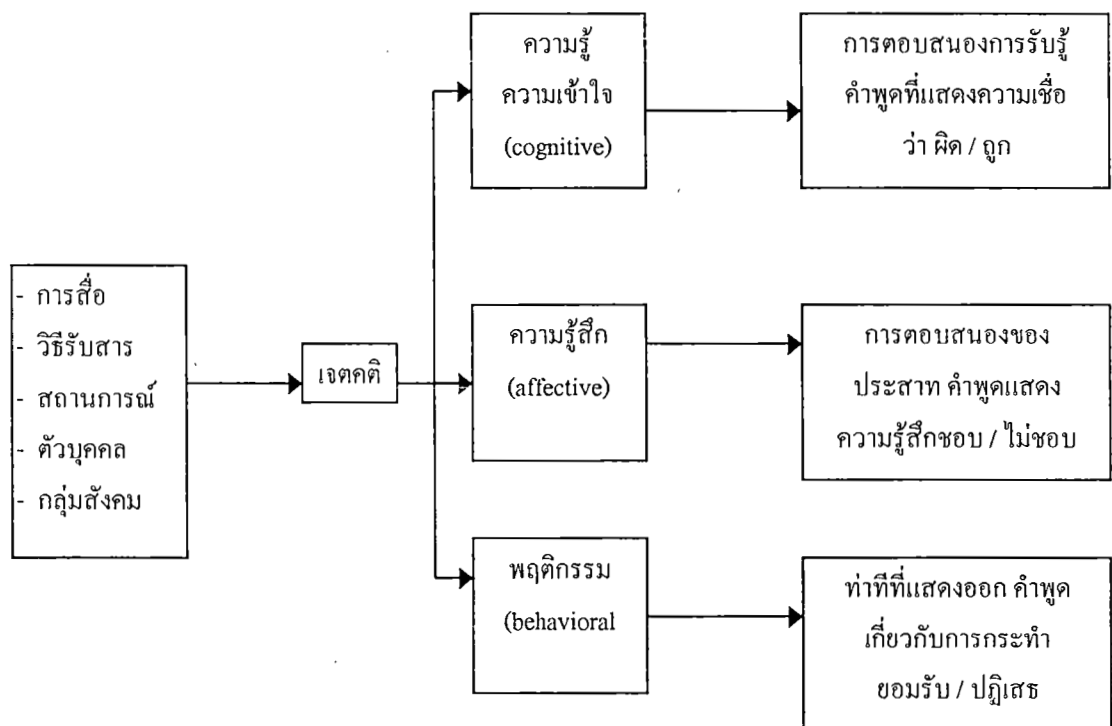 ความรู้
ความเข้าใจ
(cognitive)
การตอบสนองการรับรู้
คำพูดที่แสดงความเชื่อ
ว่า ผิด / ถูก
- การสื่อ
- วิธีรับสาร
- สถานการณ์
- ตัวบุคคล
- กลุ่มสังคม
เจตคติ
ความรู้สึก
(affective)
การตอบสนองของ
ประสาท คำพูดแสดง
ความรู้สึกชอบ / ไม่ชอบ
พฤติกรรม
(behavioral
ท่าทีที่แสดงออก คำพูด
เกี่ยวกับการกระทำ
ยอมรับ / ปฏิเสธ